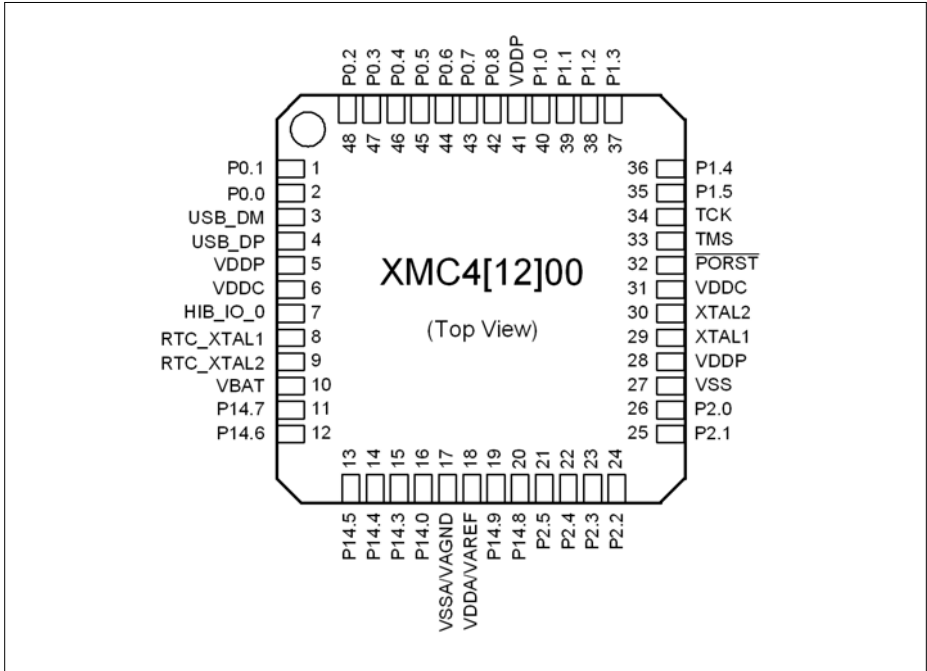 P0.2 P0.3 P0.4 P0.5 P0.6 P0.7 P0.8 VDDP P1.0 P1.1 P1.2 P1.3
48 47 46 45 44 43 42 41 40 39 38 37
P0.1 1
P0.0 2
USB_DM 3
USB_DP 4
VDDP 5
VDDC 6
HIB_IO_0 7
RTC_XTAL1 8
RTC_XTAL2 9
VBAT 10
P14.7 11
P14.6 12
XMC4[12]00
(Top View)
36 P1.4
35 P1.5
34 TCK
33 TMS
32 PORST
31 VDDC
30 XTAL2
29 XTAL1
28 VDDP
27 VSS
26 P2.0
25 P2.1
13 14 15 16 17 18 19 20 21 22 23 24
P14.5 P14.4 P14.3 P14.0 VSSA/VAGND VDDA/VAREF P14.9 P14.8 P2.5 P2.4 P2.3 P2.2